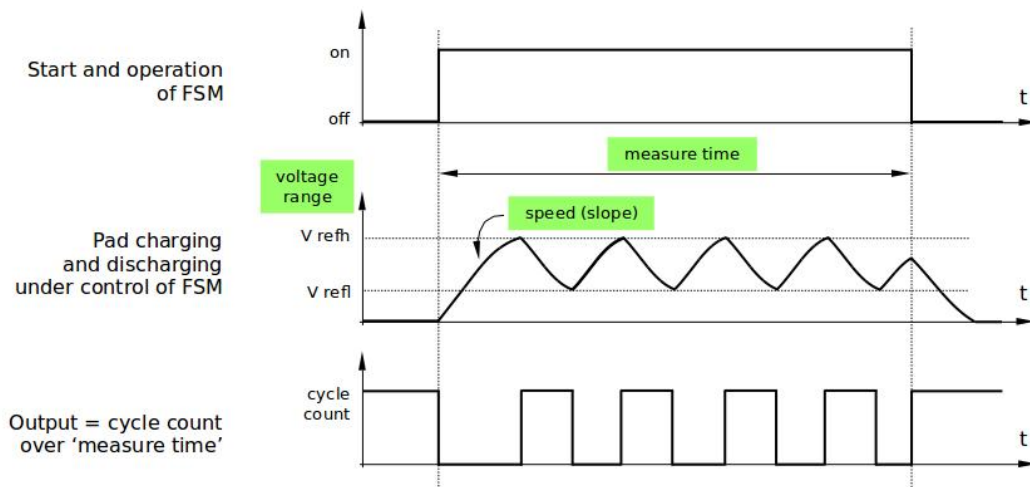 on
Start and operation
of FSM
off
t
measure time
voltage
range
speed (slope)
V refh
Pad charging
and discharging
under control of FSM
V refl
t
cycle
count
Output = cycle count
over ‘measure time’
t